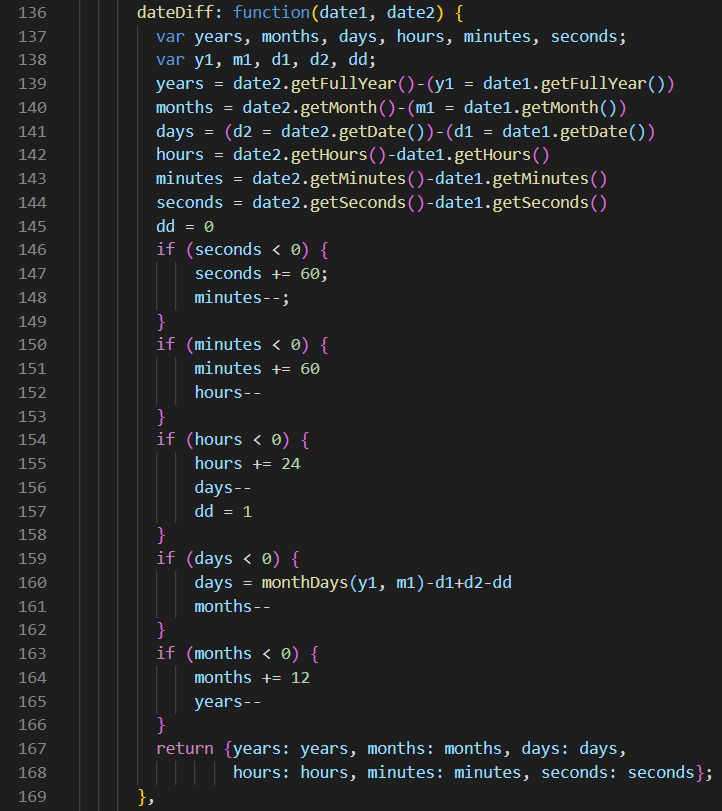 136 dateDiff: function(date1, date2) {
137 var years, months, days, hours, minutes, seconds;
138 var y1, m1, d1, d2, dd;
139 years = date2.getFullYear()-(y1 = date1.getFullYear())
140 months = date2.getMonth()-(m1 = date1.getMonth())
141 days = (d2 = date2.getDate())-(d1 = date1.getDate())
142 hours = date2.getHours()-date1.getHours()
143 minutes = date2.getMinutes()-date1.getMinutes()
144 seconds = date2.getSeconds()-date1.getSeconds()
145 dd = 0
146 if (seconds < 0) {
147 seconds += 60;
148 minutes--;
149 }
150 if (minutes < 0) {
151 minutes += 60
152 hours--
153 }
154 if (hours < 0) {
155 hours += 24
156 days--
157 dd = 1
158 }
159 if (days < 0) {
160 days = monthDays(y1, m1)-d1+d2-dd
161 months--
162 }
163 if (months < 0) {
164 months += 12
165 years--
166 }
167 return {years: years, months: months, days: days,
168 hours: hours, minutes: minutes, seconds: seconds};
169 },